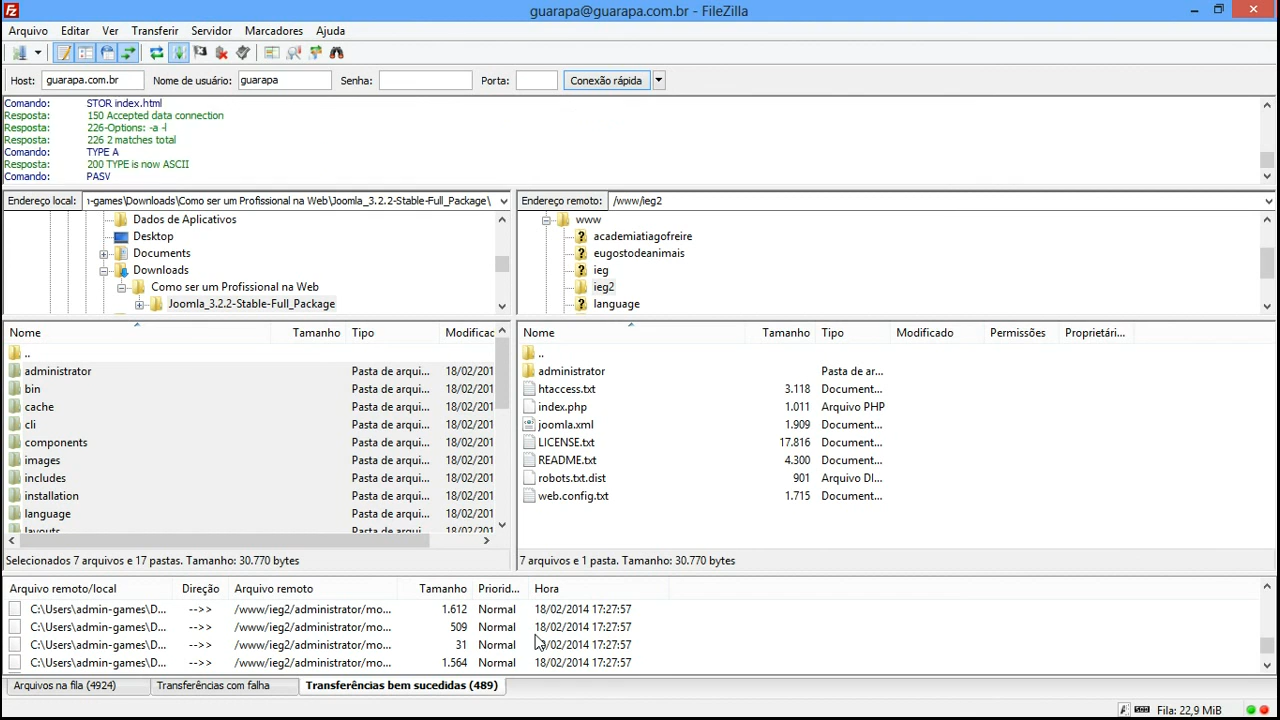 guarapa@guarapa.com.br - FileZilla
Arquivo Editar Ver Transferir Servidor Marcadores Ajuda
Host: guarapa.com.br Nome de usuário: guarapa Senha: Porta: Conexão rápida
Comando: STOR index.html
Resposta: 150 Accepted data connection
Resposta: 226-Options: -a -l
Resposta: 226 2 matches total
Comando: TYPE A
Resposta: 200 TYPE is now ASCII
Comando: PASV
Endereço local: -games\Downloads\Como ser um Profissional na Web\Joomla_3.2.2-Stable-Full_Package\
Dados de Aplicativos
Desktop
Documents
Downloads
Como ser um Profissional na Web
Joomla_3.2.2-Stable-Full_Package
Endereço remoto: /www/ieg2
www
academiatiagofreire
eugostodeanimais
ieg
ieg2
language
Nome Tamanho Tipo Modificac
..
administrator Pasta de arqui... 18/02/201
bin Pasta de arqui... 18/02/201
cache Pasta de arqui... 18/02/201
cli Pasta de arqui... 18/02/201
components Pasta de arqui... 18/02/201
images Pasta de arqui... 18/02/201
includes Pasta de arqui... 18/02/201
installation Pasta de arqui... 18/02/201
language Pasta de arqui... 18/02/201
layouts Pasta de arqui... 18/02/201
Selecionados 7 arquivos e 17 pastas. Tamanho: 30.770 bytes
Nome Tamanho Tipo Modificado Permissões Proprietári...
..
administrator Pasta de ar...
htaccess.txt 3.118 Document...
index.php 1.011 Arquivo PHP
joomla.xml 1.909 Document...
LICENSE.txt 17.816 Document...
README.txt 4.300 Document...
robots.txt.dist 901 Arquivo DI...
web.config.txt 1.715 Document...
7 arquivos e 1 pasta. Tamanho: 30.770 bytes
Arquivo remoto/local Direção Arquivo remoto Tamanho Priorid... Hora
C:\Users\admin-games\D... -->> /www/ieg2/administrator/mo... 1.612 Normal 18/02/2014 17:27:57
C:\Users\admin-games\D... -->> /www/ieg2/administrator/mo... 509 Normal 18/02/2014 17:27:57
C:\Users\admin-games\D... -->> /www/ieg2/administrator/mo... 31 Normal 18/02/2014 17:27:57
C:\Users\admin-games\D... -->> /www/ieg2/administrator/mo... 1.564 Normal 18/02/2014 17:27:57
Arquivos na fila (4924) Transferências com falha Transferências bem sucedidas (489)
Fila: 22,9 MiB